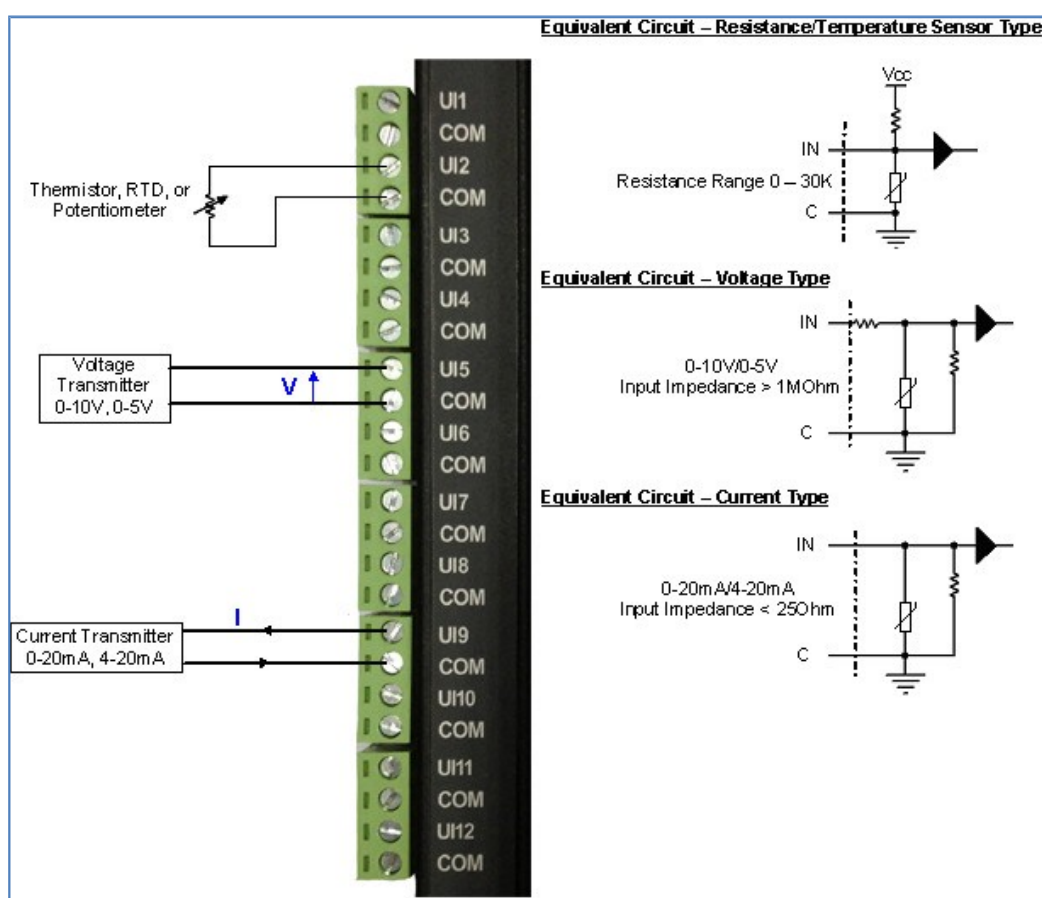 Equivalent Circuit – Resistance/Temperature Sensor Type
Vcc
IN
Resistance Range 0 – 30K
C
Thermistor, RTD, or
Potentiometer
UI1
COM
UI2
COM
UI3
COM
UI4
COM
Equivalent Circuit – Voltage Type
IN
0-10V/0-5V
Input Impedance > 1MOhm
C
Voltage
Transmitter
0-10V, 0-5V
V
UI5
COM
UI6
COM
UI7
COM
UI8
COM
Equivalent Circuit – Current Type
IN
0-20mA/4-20mA
Input Impedance < 25Ohm
C
Current Transmitter
0-20mA, 4-20mA
I
UI9
COM
UI10
COM
UI11
COM
UI12
COM